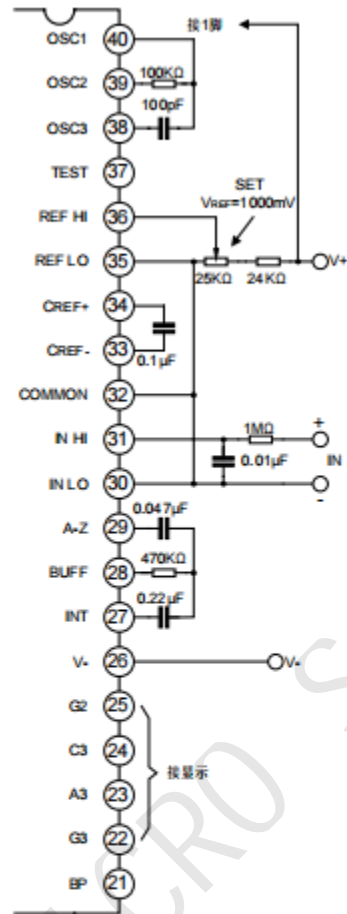 接1脚
OSC1 40
OSC2 39 100KΩ
100pF
OSC3 38
TEST 37
SET
VREF=1000mV
REF HI 36
REF LO 35 25KΩ 24KΩ V+
CREF+ 34
CREF- 33 0.1μF
COMMON 32
IN HI 31 1MΩ +
0.01μF IN
IN LO 30 -
0.047μF
A-Z 29
BUFF 28 470KΩ
0.22μF
INT 27
V- 26 V-
G2 25
C3 24
接显示
A3 23
G3 22
BP 21